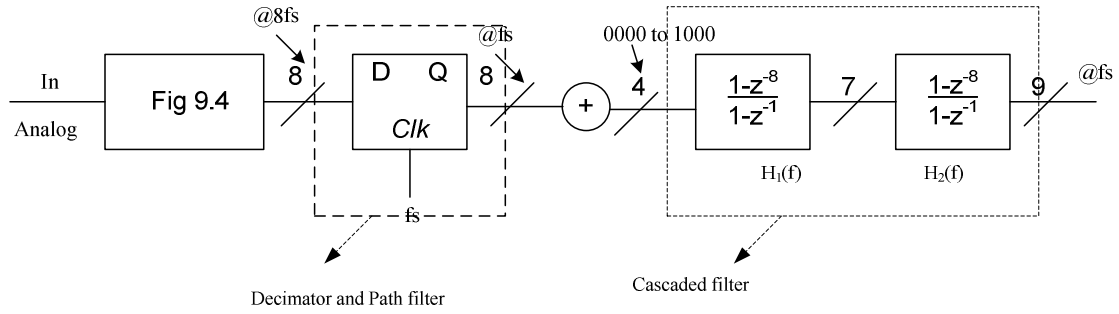 In
Analog
Fig 9.4
@8fs
8
D Q
Clk
fs
8
@fs
+
0000 to 1000
4
1-z⁻⁸
1-z⁻¹
H₁(f)
7
1-z⁻⁸
1-z⁻¹
H₂(f)
9
@fs
Decimator and Path filter
Cascaded filter